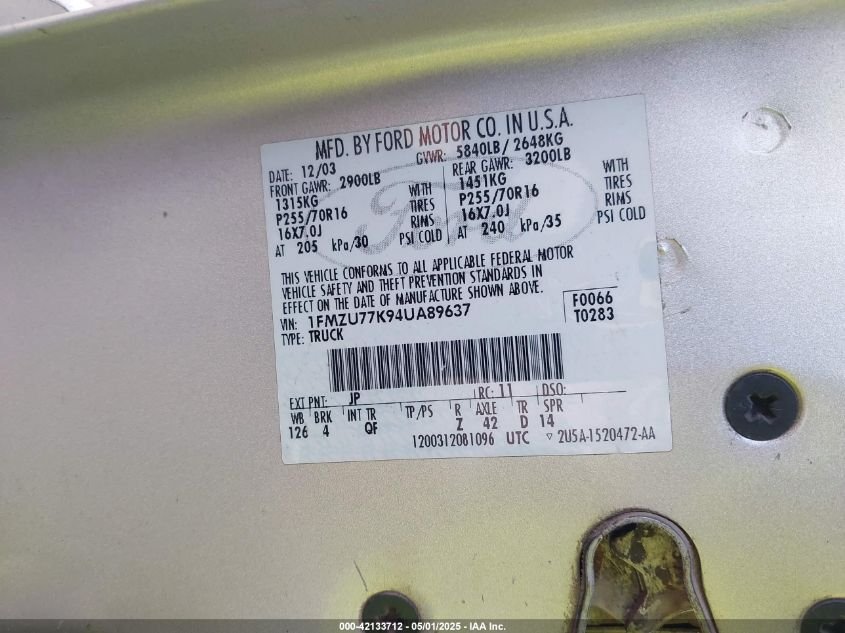 MFD. BY FORD MOTOR CO. IN U.S.A.
DATE: 12/03 GVWR: 5840LB/ 2648KG
FRONT GAWR: 2900LB REAR GAWR: 3200LB
1315KG WITH 1451KG WITH
P255/70R16 TIRES P255/70R16 TIRES
16X7.0J RIMS 16X7.0J RIMS
AT 205 kPa/30 PSI COLD AT 240 kPa/35 PSI COLD
Ford
THIS VEHICLE CONFORMS TO ALL APPLICABLE FEDERAL MOTOR
VEHICLE SAFETY AND THEFT PREVENTION STANDARDS IN
EFFECT ON THE DATE OF MANUFACTURE SHOWN ABOVE.
VIN: 1FMZU77K94UA89637 F0066
TYPE: TRUCK T0283
EXT PNT: JP RC: 11 DSO:
WB BRK INT TR TP/PS R AXLE TR SPR
126 4 QF Z 42 D 14
1200312081096 UTC ▽ 2U5A-1520472-AA
000-42133712 - 05/01/2025 - IAA Inc.